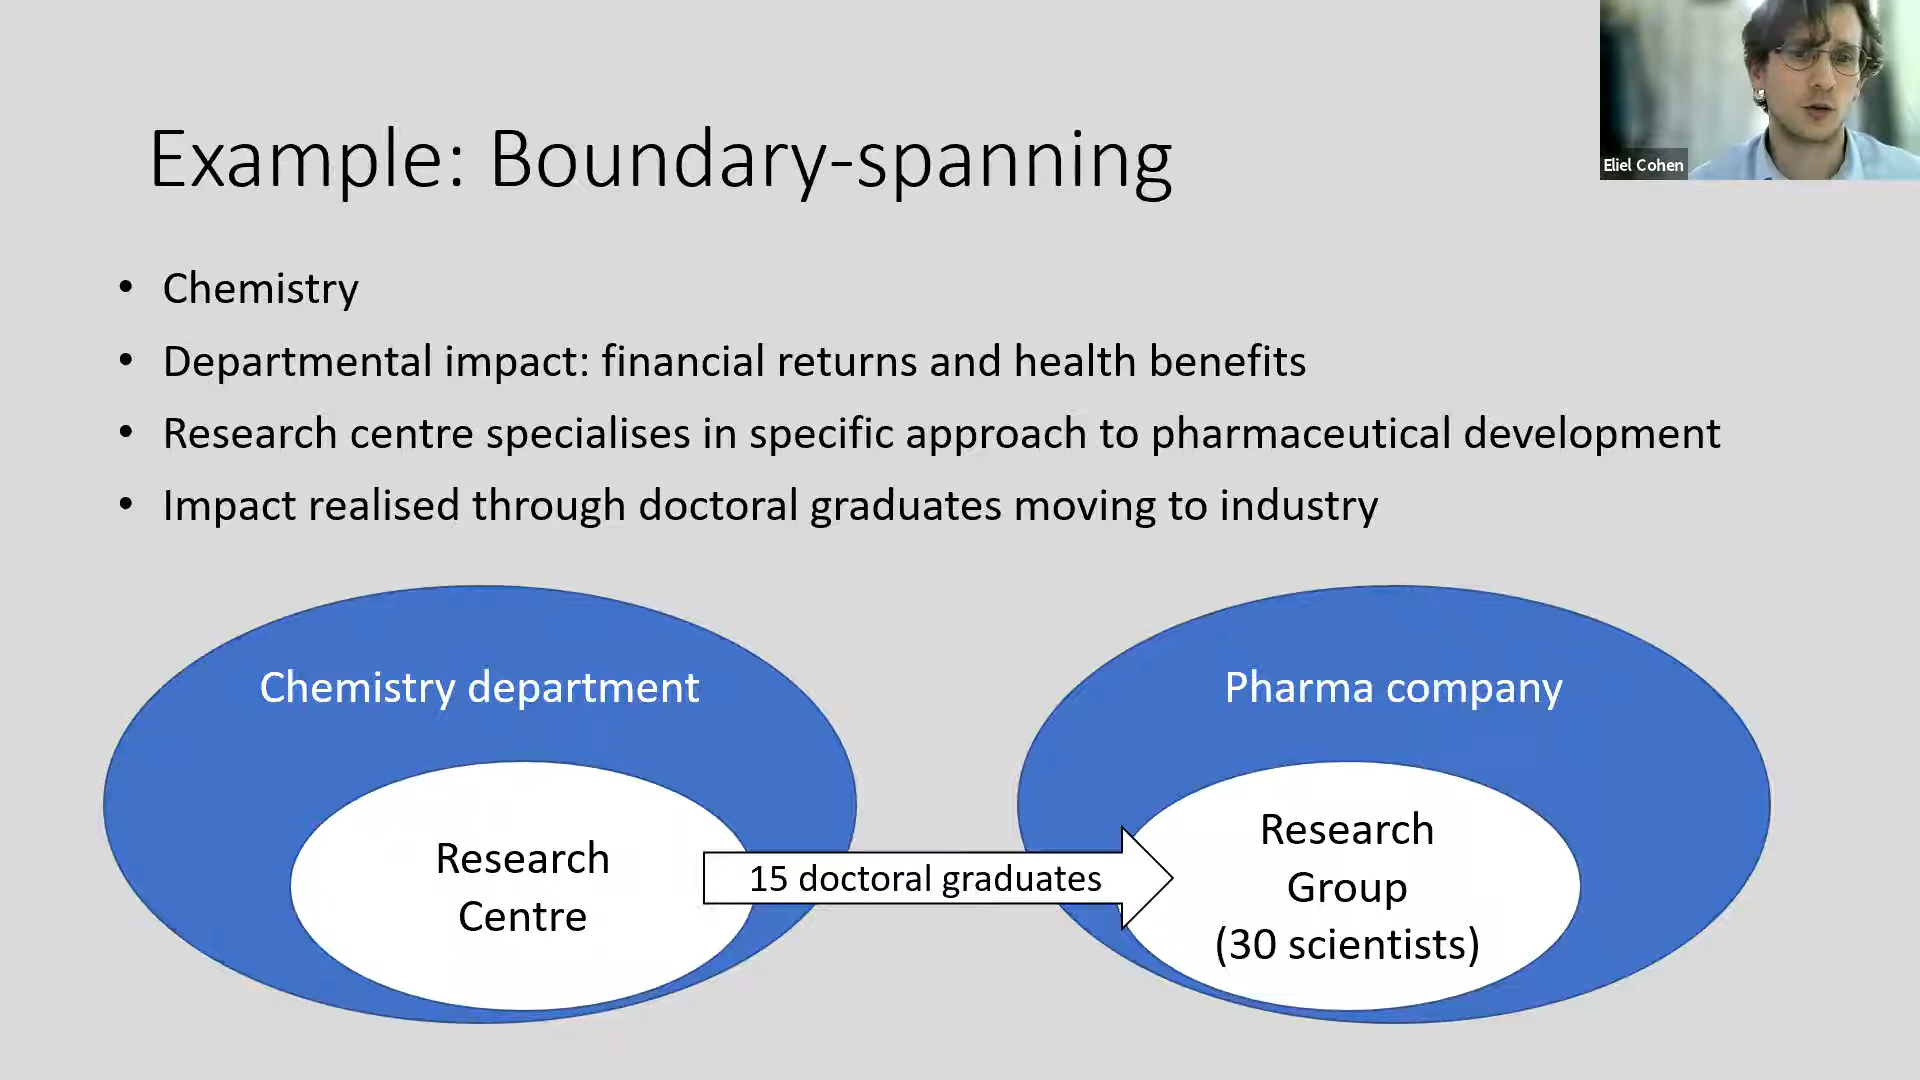 Eliel Cohen
Example: Boundary-spanning
• Chemistry
• Departmental impact: financial returns and health benefits
• Research centre specialises in specific approach to pharmaceutical development
• Impact realised through doctoral graduates moving to industry
Chemistry department
Research
Centre
15 doctoral graduates
Pharma company
Research
Group
(30 scientists)